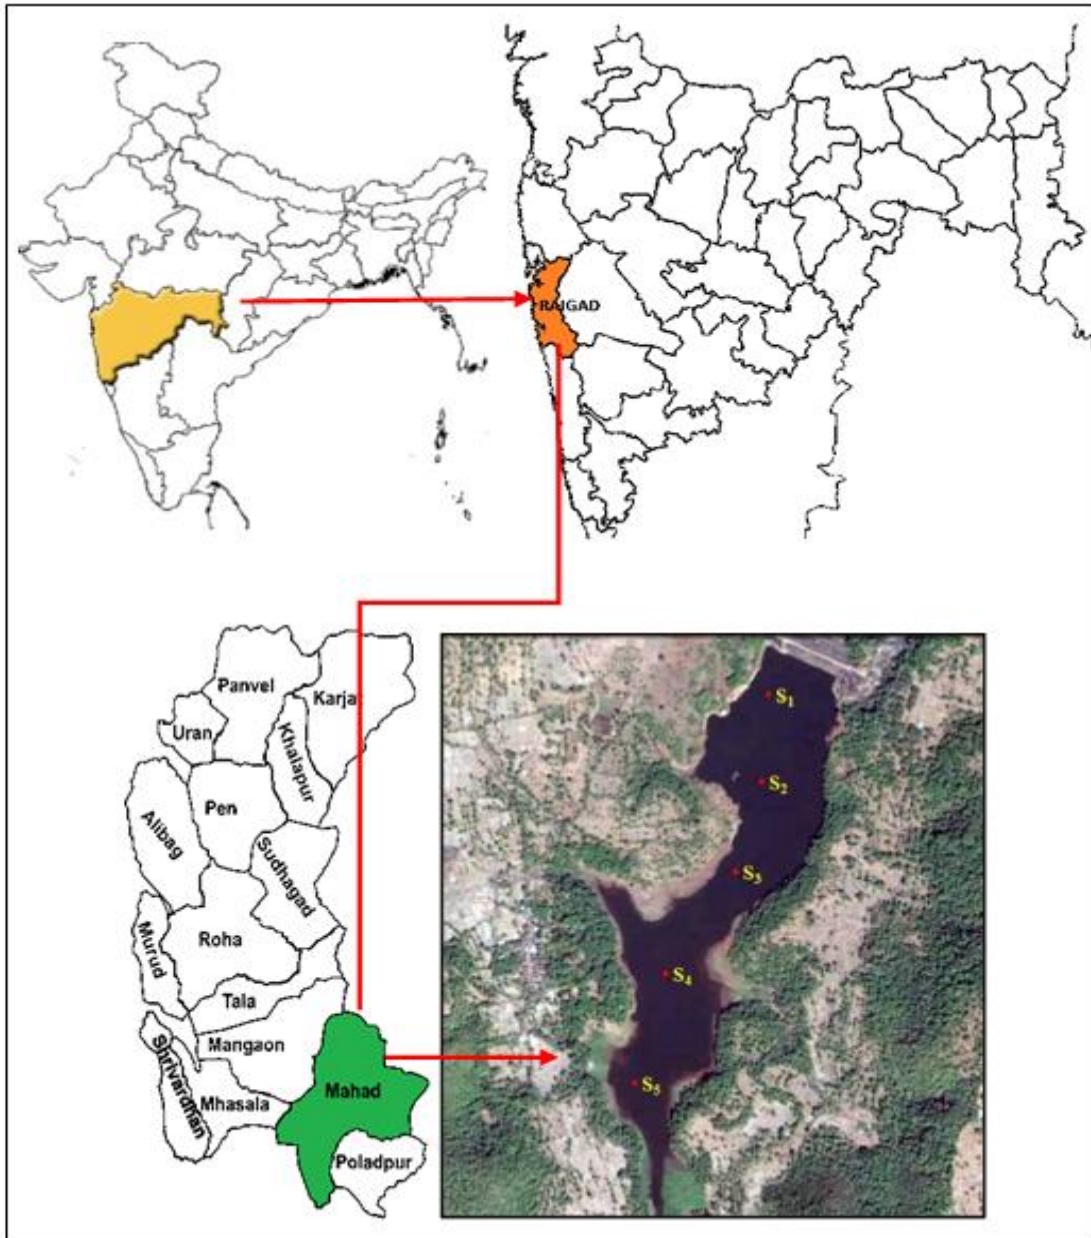 RAIGAD
Panvel
Karja
Uran
Khalapur
Pen
Alibag
Sudhagad
Murud
Roha
Tala
Mangaon
Shrivardhan
Mhasala
Mahad
Poladpur
S1
S2
S3
S4
S5